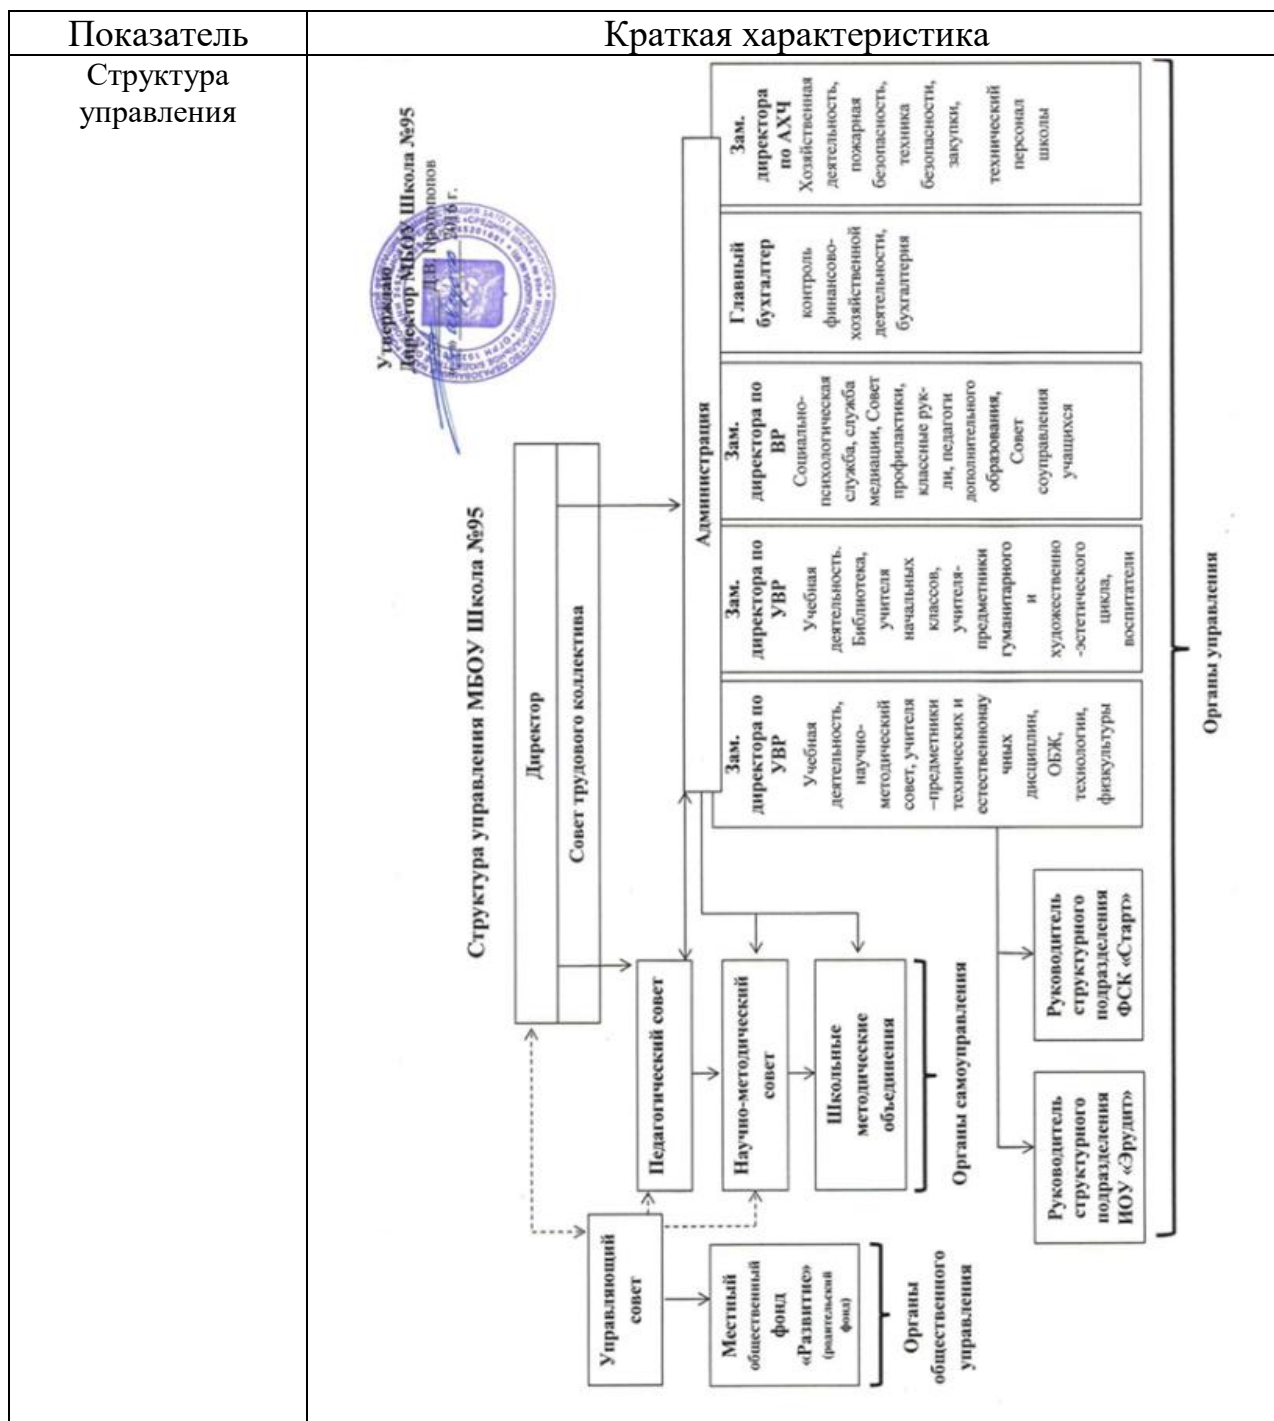 Показатель
Краткая характеристика
Структура
управления
Утверждаю
Директор МБОУ Школа №95
Д.В. Протопопов
2016 г.
Структура управления МБОУ Школа №95
Директор
Совет трудового коллектива
Управляющий
совет
Местный
общественный
фонд
«Развитие»
(родительский
фонд)
Органы
общественного
управления
Педагогический совет
Научно-методический
совет
Школьные
методические
объединения
Органы самоуправления
Администрация
Зам.
директора по
УВР
Учебная
деятельность,
научно-
методический
совет, учителя
–предметники
технических и
естественнонау
чных
дисциплин,
ОБЖ,
технологии,
физкультуры
Зам.
директора по
УВР
Учебная
деятельность.
Библиотека,
учителя
начальных
классов,
учителя-
предметники
гуманитарного
и
художественно
-эстетического
цикла,
воспитатели
Зам.
директора по
ВР
Социально-
психологическая
служба, служба
медиации, Совет
профилактики,
классные рук-
ли, педагоги
дополнительного
образования,
Совет
соуправления
учащихся
Главный
бухгалтер
контроль
финансово-
хозяйственной
деятельности,
бухгалтерия
Зам.
директора
по АХЧ
Хозяйственная
деятельность,
пожарная
безопасность,
техника
безопасности,
закупки,
технический
персонал
школы
Руководитель
структурного
подразделения
ИОУ «Эрудит»
Руководитель
структурного
подразделения
ФСК «Старт»
Органы управления